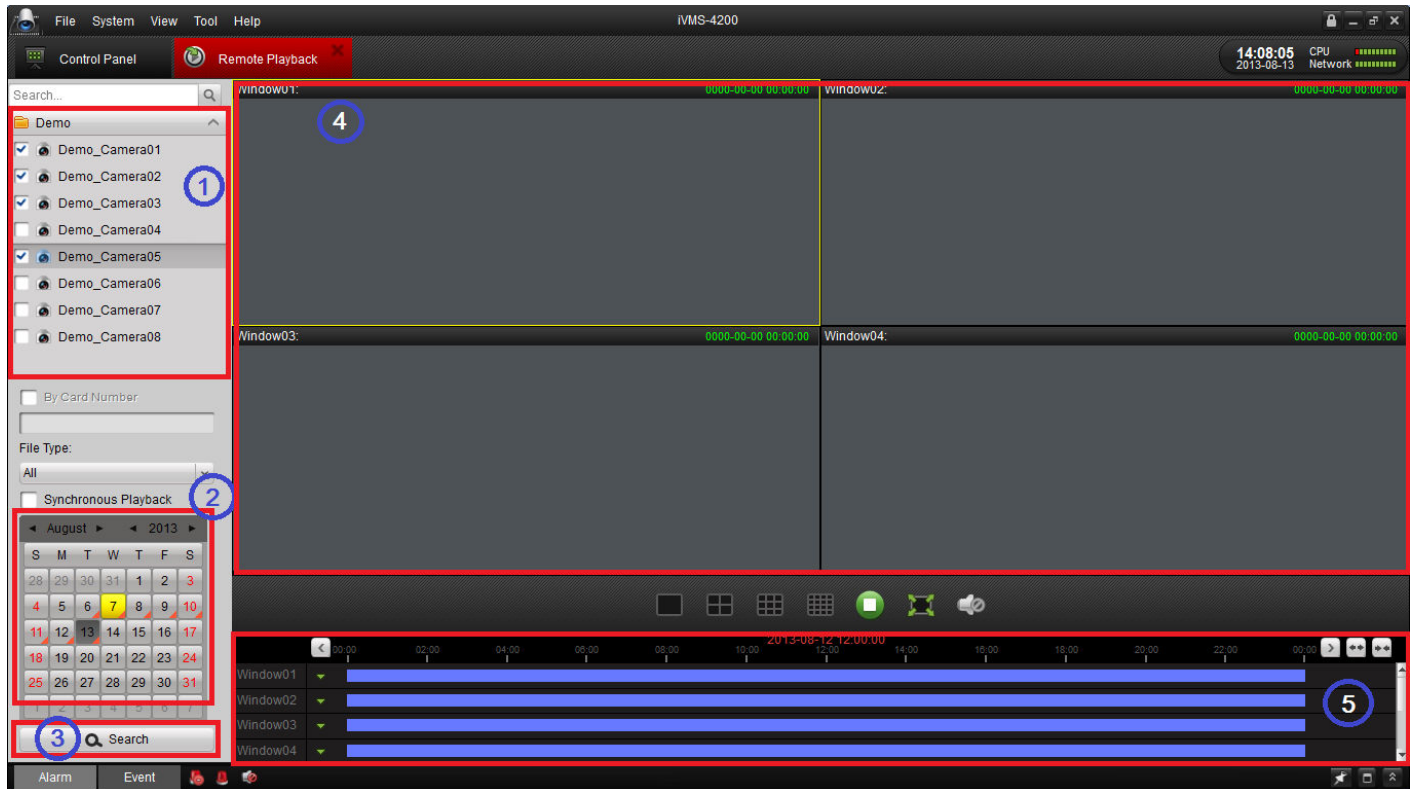 File System View Tool Help iVMS-4200
Control Panel Remote Playback 14:08:05 CPU
2013-08-13 Network
Search...
Demo
Demo_Camera01
Demo_Camera02
Demo_Camera03
Demo_Camera04
Demo_Camera05
Demo_Camera06
Demo_Camera07
Demo_Camera08
1
By Card Number
File Type:
All
Synchronous Playback
2
August 2013
S M T W T F S
28 29 30 31 1 2 3
4 5 6 7 8 9 10
11 12 13 14 15 16 17
18 19 20 21 22 23 24
25 26 27 28 29 30 31
1 2 3 4 5 6 7
3 Search
Window01: 0000-00-00 00:00:00 Window02: 0000-00-00 00:00:00
4
Window03: 0000-00-00 00:00:00 Window04: 0000-00-00 00:00:00
2013-08-12 12:00:00
00:00 02:00 04:00 06:00 08:00 10:00 12:00 14:00 16:00 18:00 20:00 22:00 00:00
Window01
Window02
Window03
Window04
5
Alarm Event